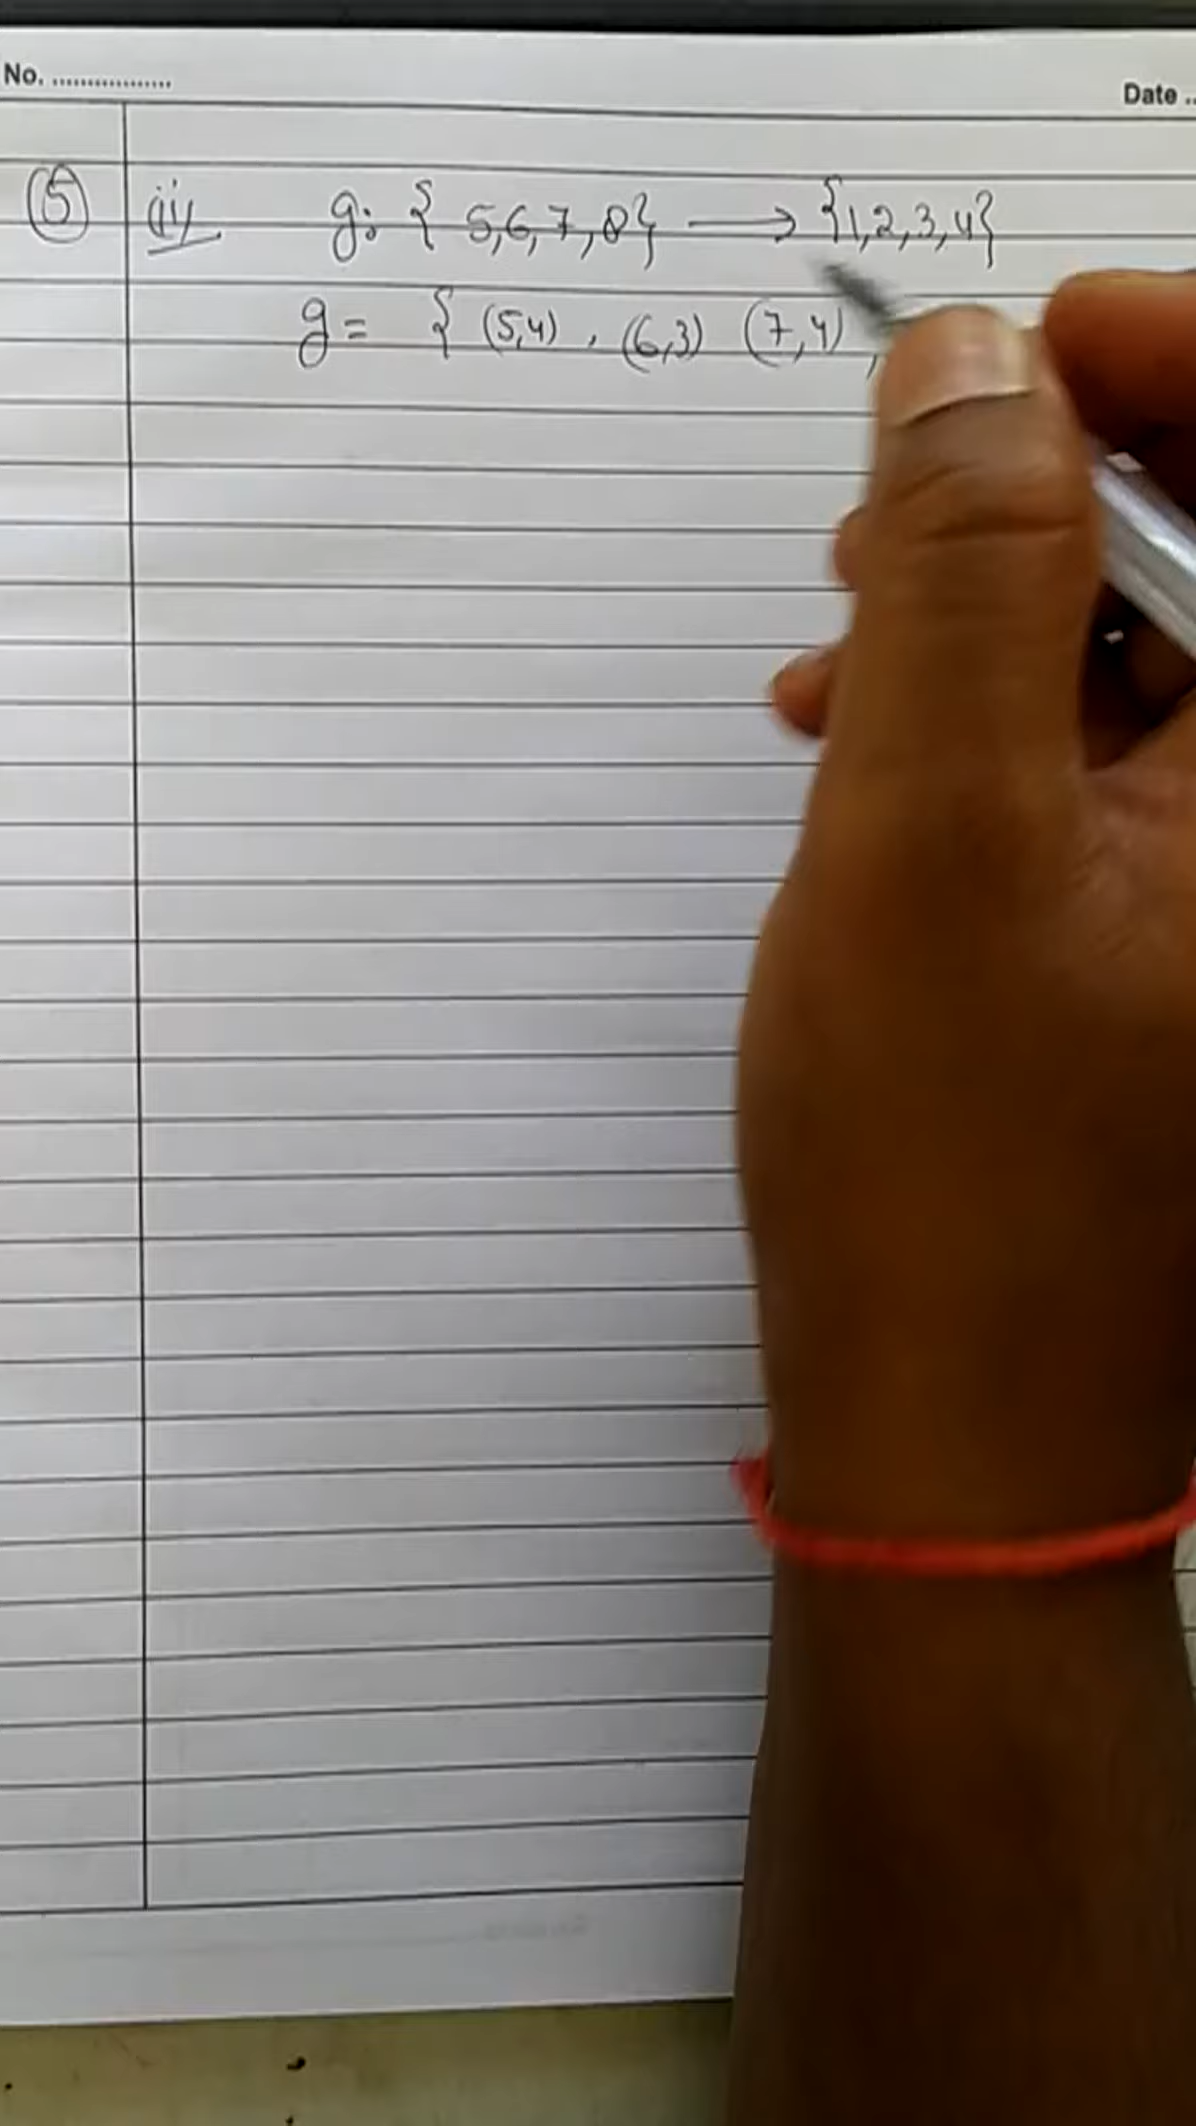 No. .................
Date ..
5 (ii) g: { 5,6,7,8} → {1,2,3,4}
g = { (5,4) , (6,3) (7,4) ,